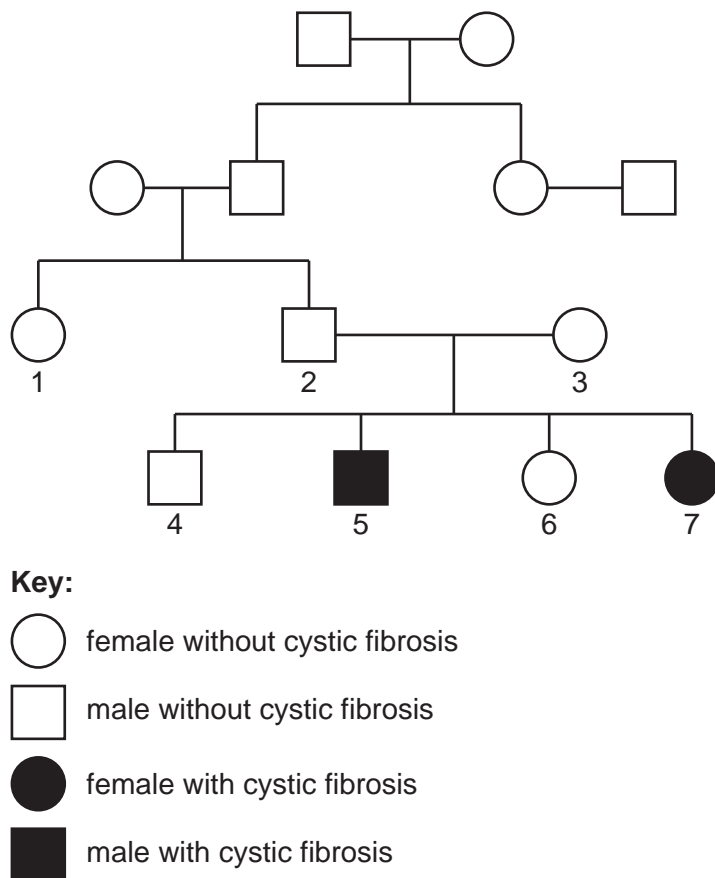 1
2
3
4
5
6
7
Key:
female without cystic fibrosis
male without cystic fibrosis
female with cystic fibrosis
male with cystic fibrosis